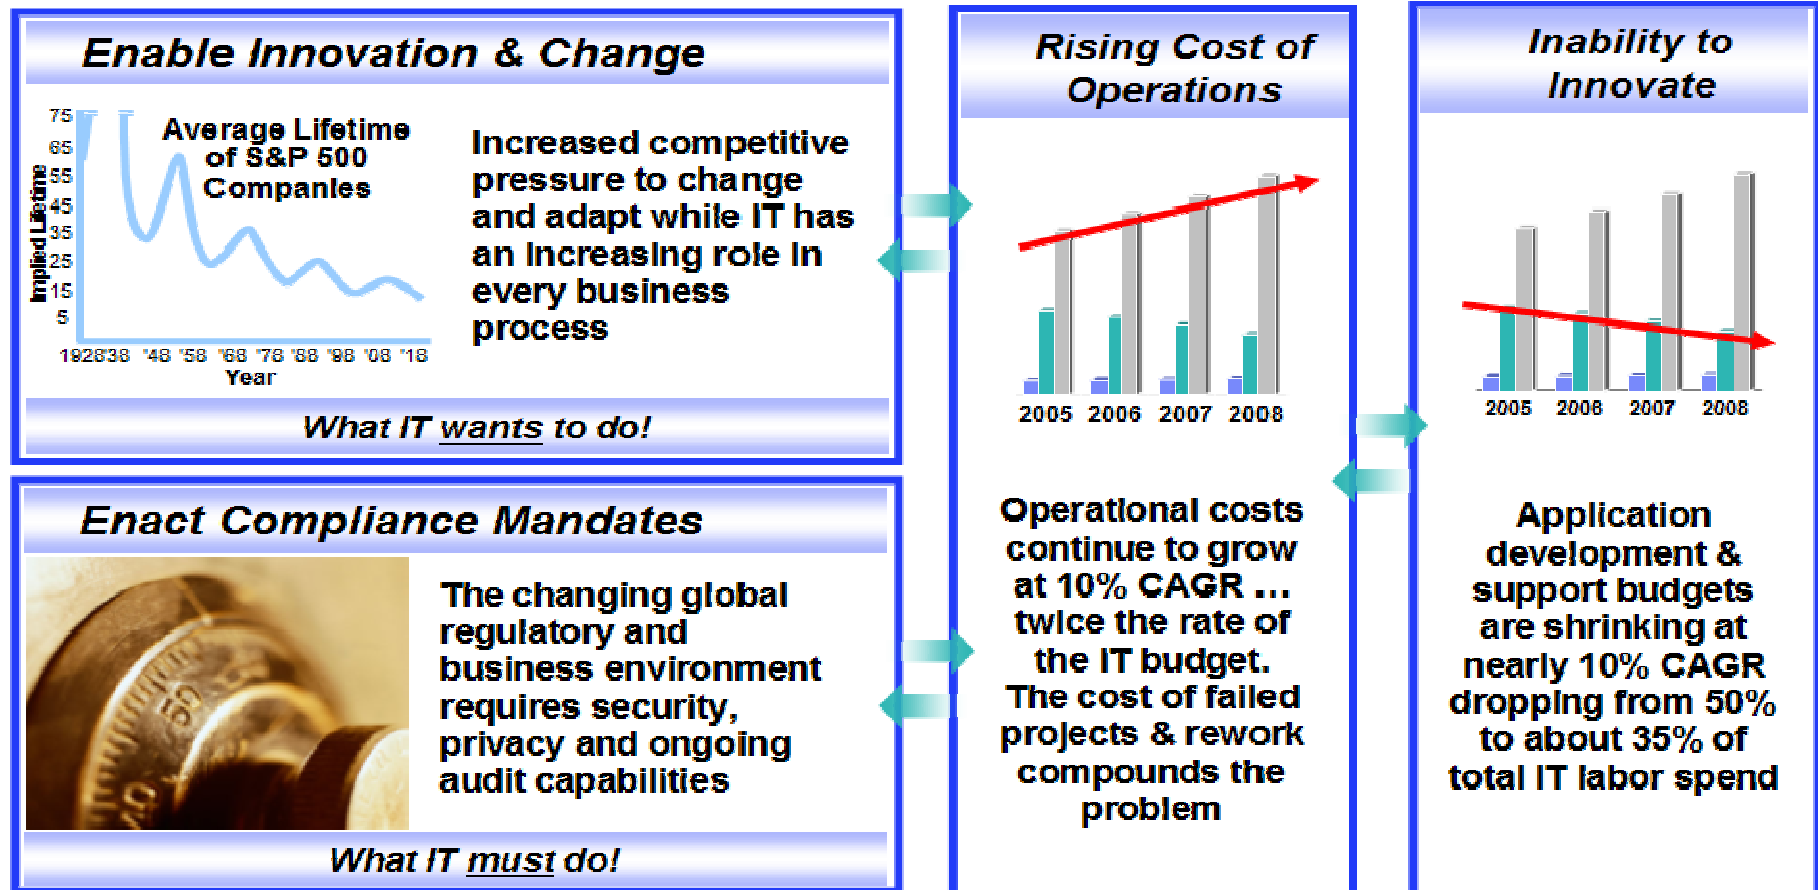 Enable Innovation & Change
75
65
55
45
35
25
15
5
Implied Lifetime
Average Lifetime
of S&P 500
Companies
1928 '38 '48 '58 '68 '78 '88 '98 '08 '18
Year
Increased competitive
pressure to change
and adapt while IT has
an increasing role in
every business
process
What IT wants to do!
Enact Compliance Mandates
50
The changing global
regulatory and
business environment
requires security,
privacy and ongoing
audit capabilities
What IT must do!
Rising Cost of
Operations
2005 2006 2007 2008
Operational costs
continue to grow
at 10% CAGR ...
twice the rate of
the IT budget.
The cost of failed
projects & rework
compounds the
problem
Inability to
Innovate
2005 2006 2007 2008
Application
development &
support budgets
are shrinking at
nearly 10% CAGR
dropping from 50%
to about 35% of
total IT labor spend